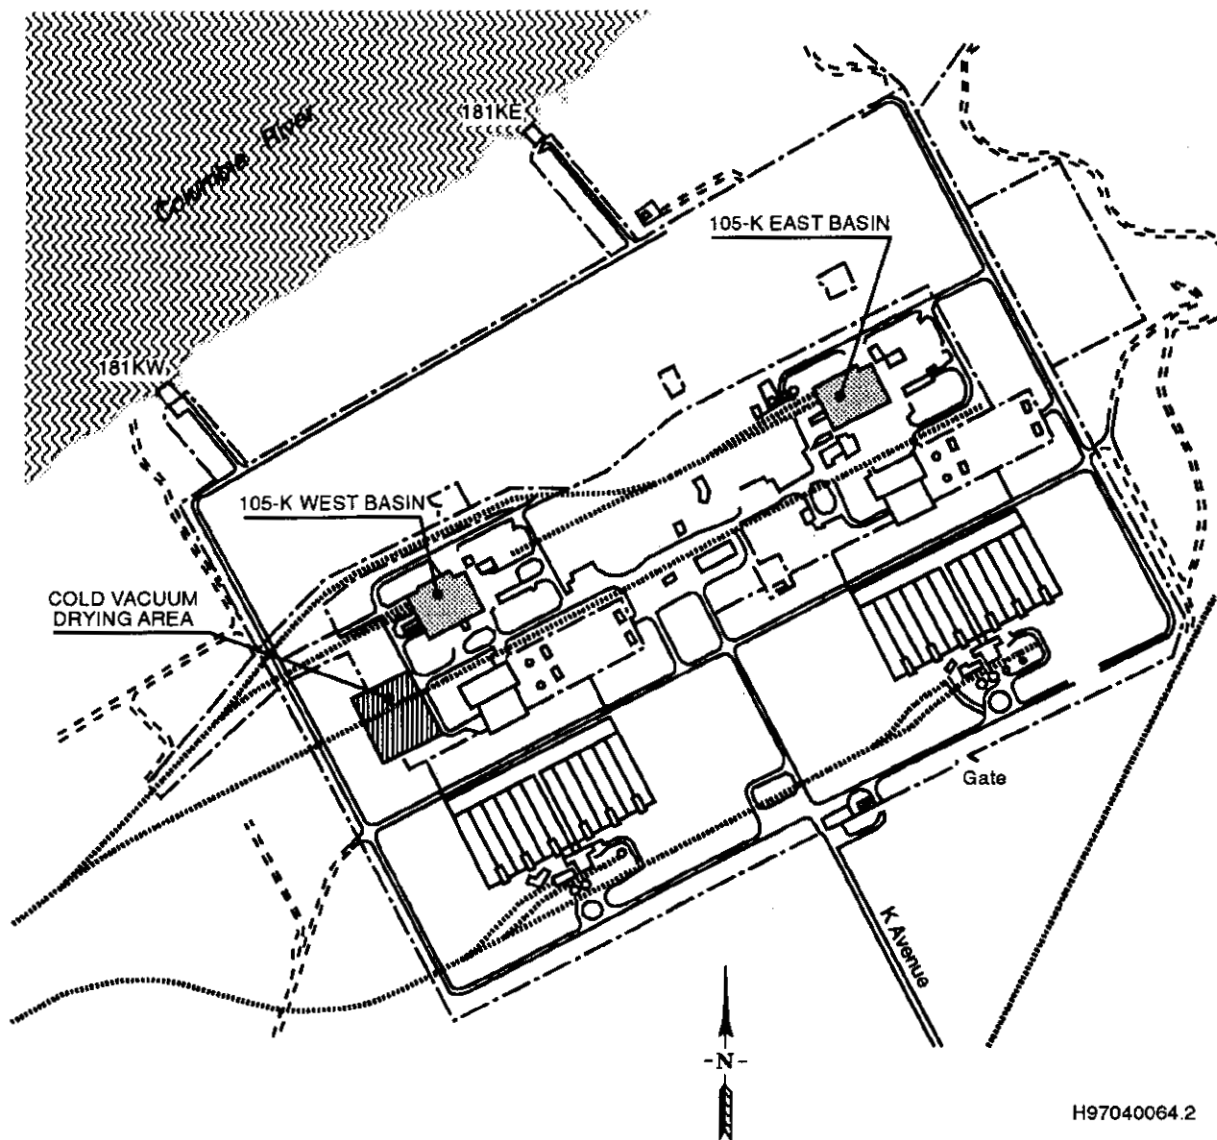 181KE
Columbia River
105-K EAST BASIN
181KW
105-K WEST BASIN
COLD VACUUM
DRYING AREA
Gate
K Avenue
-N-
H97040064.2